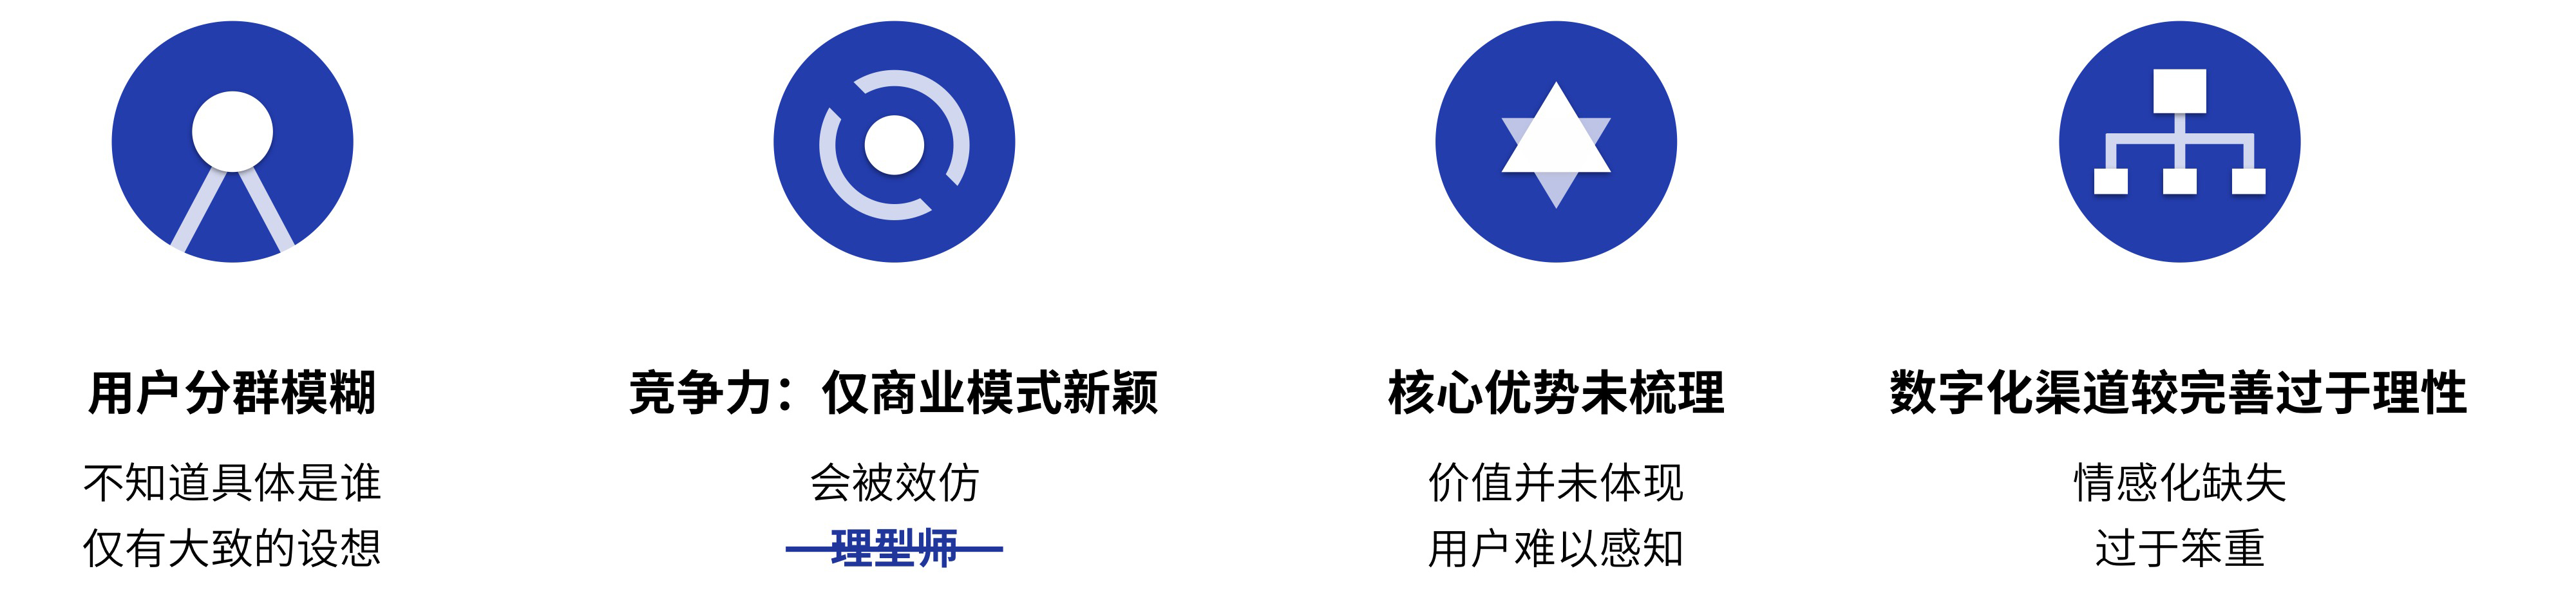 用户分群模糊
不知道具体是谁
仅有大致的设想
竞争力：仅商业模式新颖
会被效仿
理型师
核心优势未梳理
价值并未体现
用户难以感知
数字化渠道较完善过于理性
情感化缺失
过于笨重